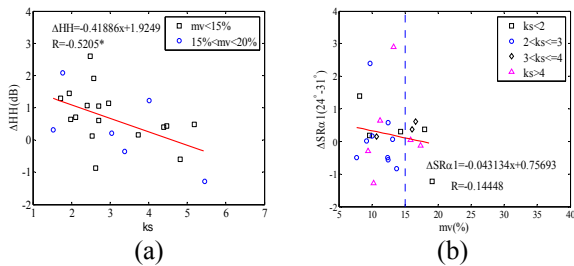 (a)
ΔHH=-0.41886x+1.9249
R=-0.5205*
mv<15%
15%<mv<20%
ΔHH(dB)
4
3
2
1
0
-1
-2
1 2 3 4 5 6 7
ks
(a)
(b)
ks<2
2<ks<=3
3<ks<=4
ks>4
ΔSRα1(24°-31°)
4
3
2
1
0
-1
-2
ΔSRα1=-0.043134x+0.75693
R=-0.14448
5 10 15 20 25 30 35 40
mv(%)
(b)